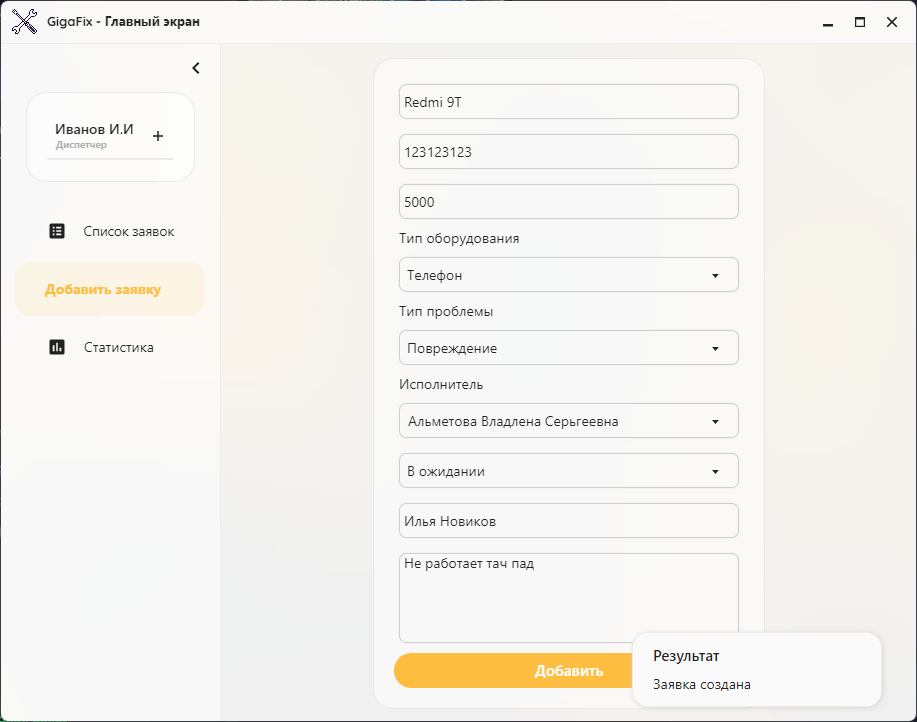 GigaFix - Главный экран
Иванов И.И
Диспетчер
Список заявок
Добавить заявку
Статистика
Redmi 9T
123123123
5000
Тип оборудования
Телефон
Тип проблемы
Повреждение
Исполнитель
Альметова Владлена Серьгеевна
В ожидании
Илья Новиков
Не работает тач пад
Добавить
Результат
Заявка создана